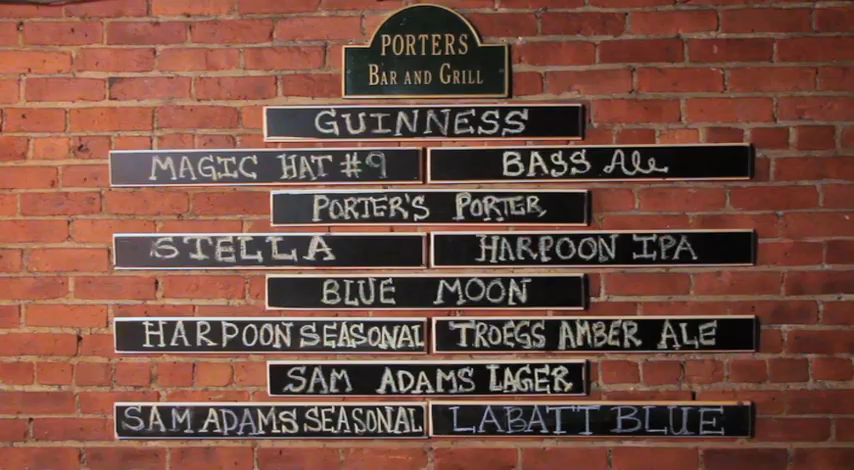 PORTERS
BAR AND GRILL
GUINNESS
MAGIC HAT #9
BASS Ale
PORTER'S PORTER
STELLA
HARPOON IPA
BLUE MOON
HARPOON SEASONAL
TROEGS AMBER ALE
SAM ADAMS LAGER
SAM ADAMS SEASONAL
LABATT BLUE